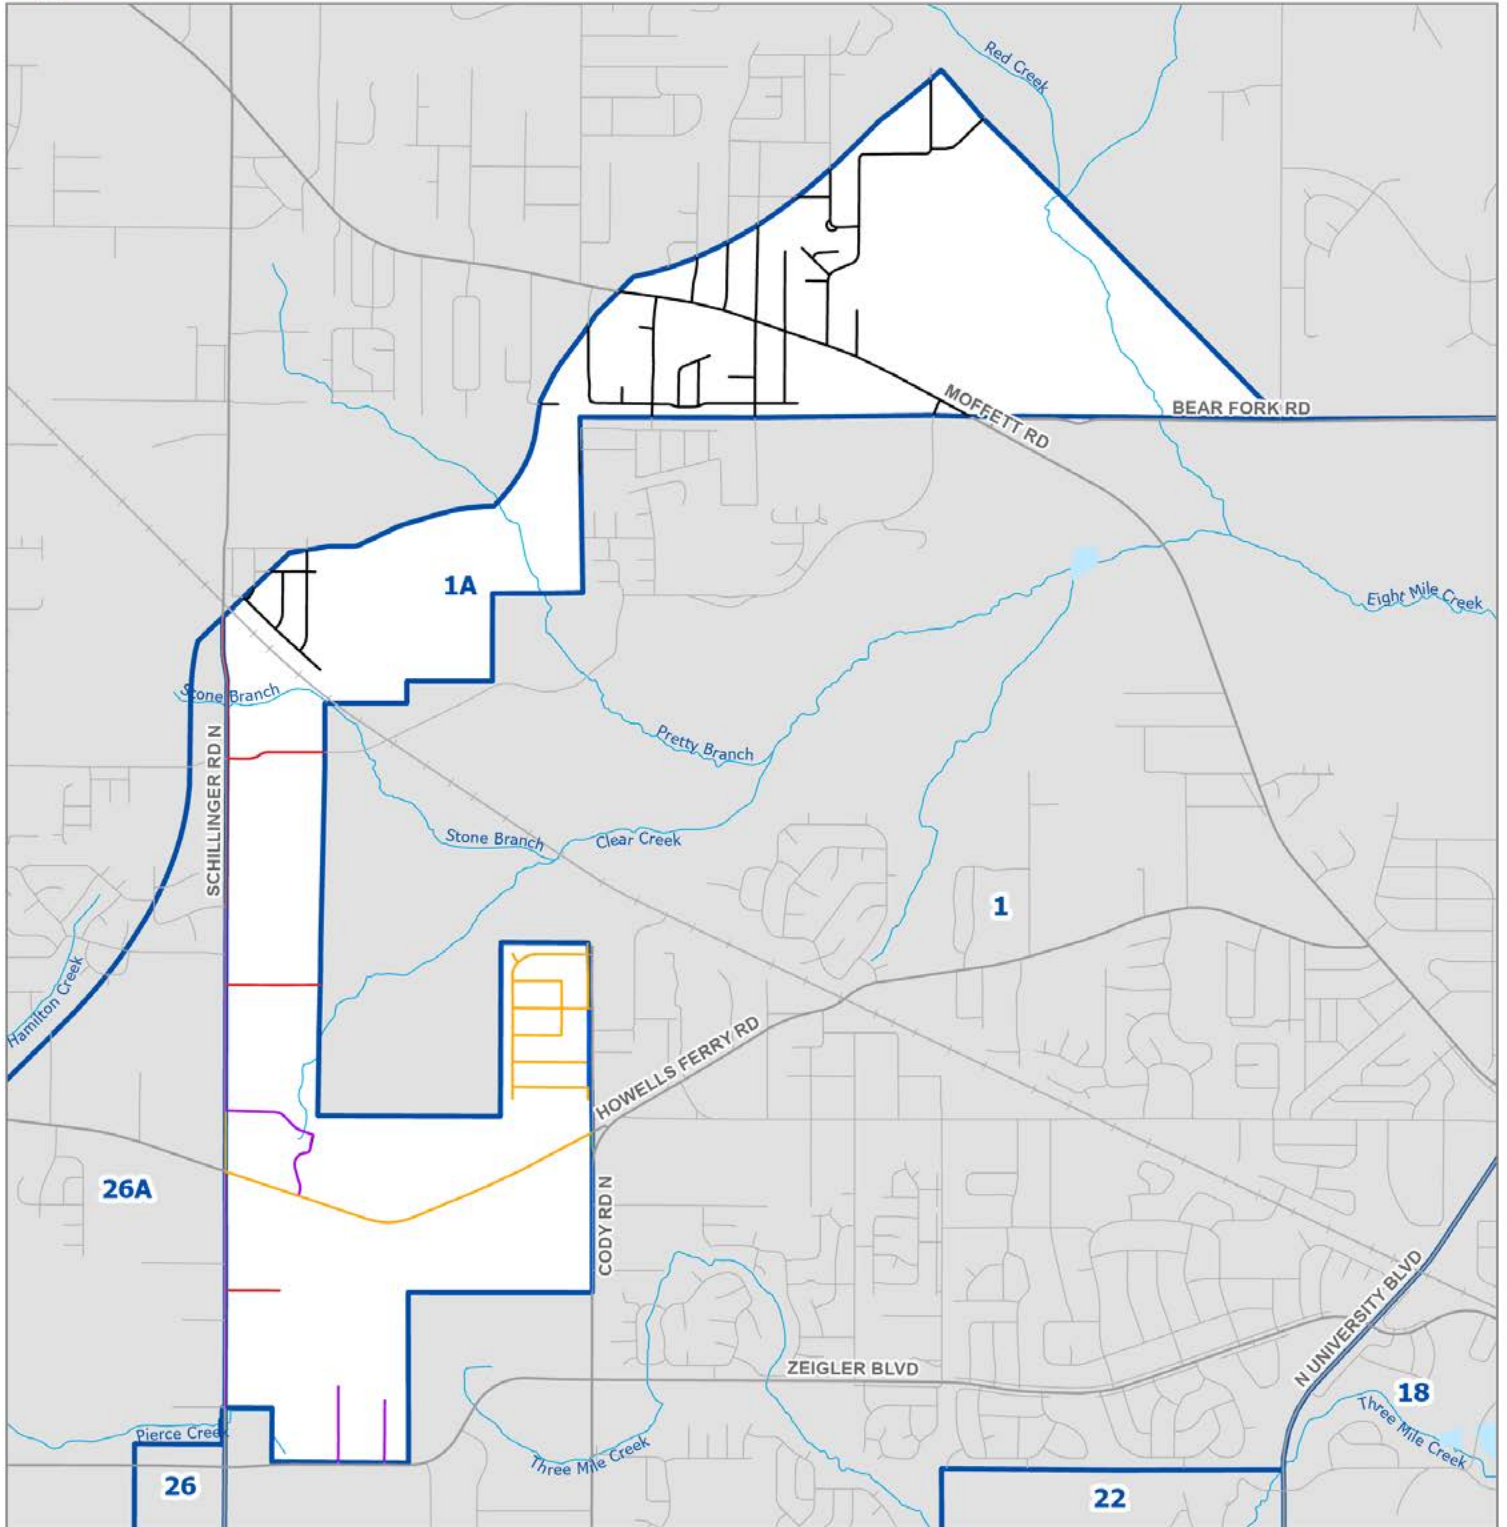 Red Creek
MOFFETT RD
BEAR FORK RD
1A
Eight Mile Creek
Stone Branch
SCHILLINGER RD N
Pretty Branch
Stone Branch
Clear Creek
1
Hamilton Creek
HOWELLS FERRY RD
26A
CODY RD N
N UNIVERSITY BLVD
ZEIGLER BLVD
18
Three Mile Creek
Pierce Creek
Three Mile Creek
26
22